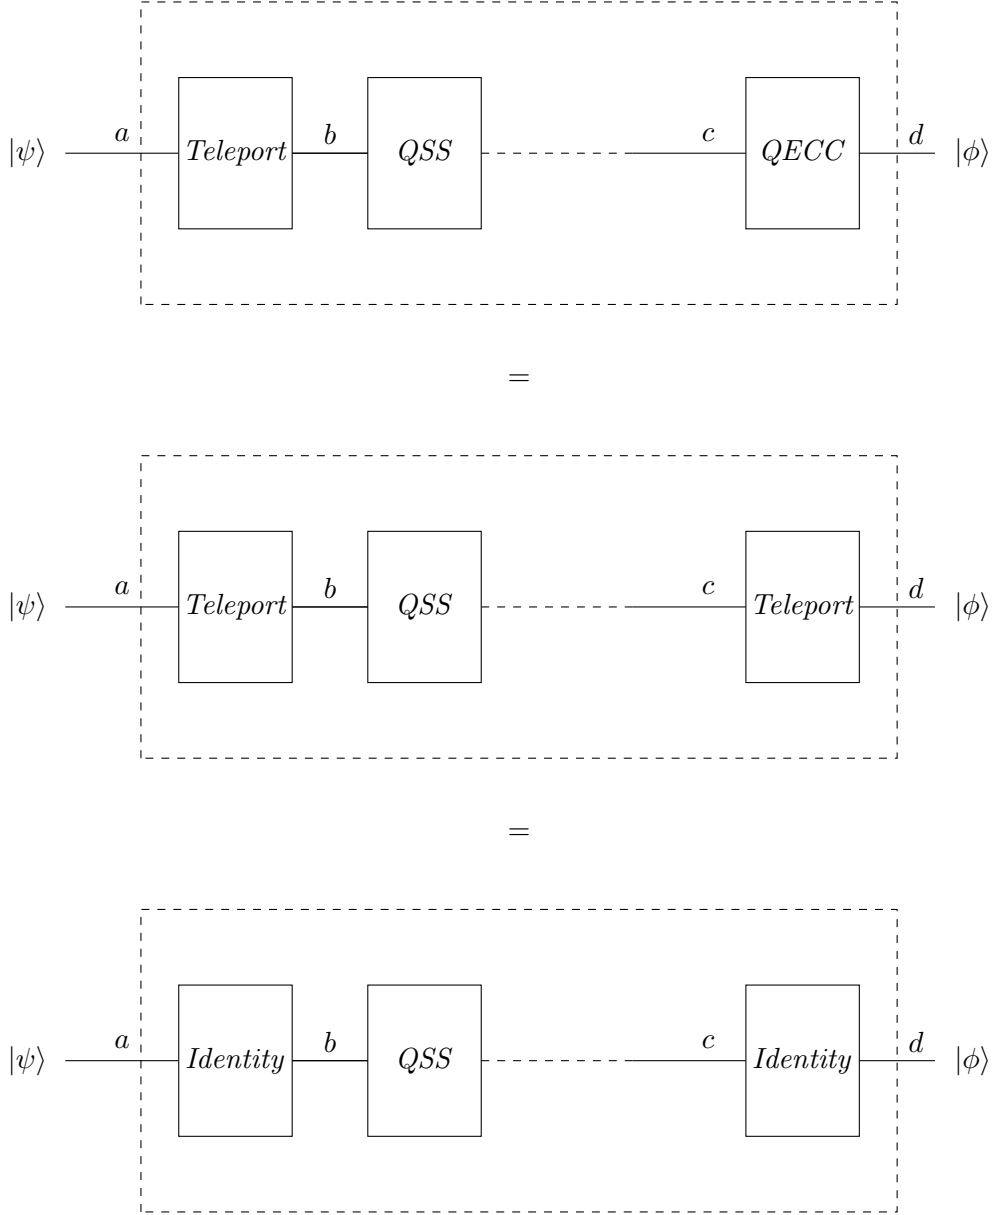 |ψ⟩ a Teleport b QSS c QECC d |ϕ⟩
=
|ψ⟩ a Teleport b QSS c Teleport d |ϕ⟩
=
|ψ⟩ a Identity b QSS c Identity d |ϕ⟩